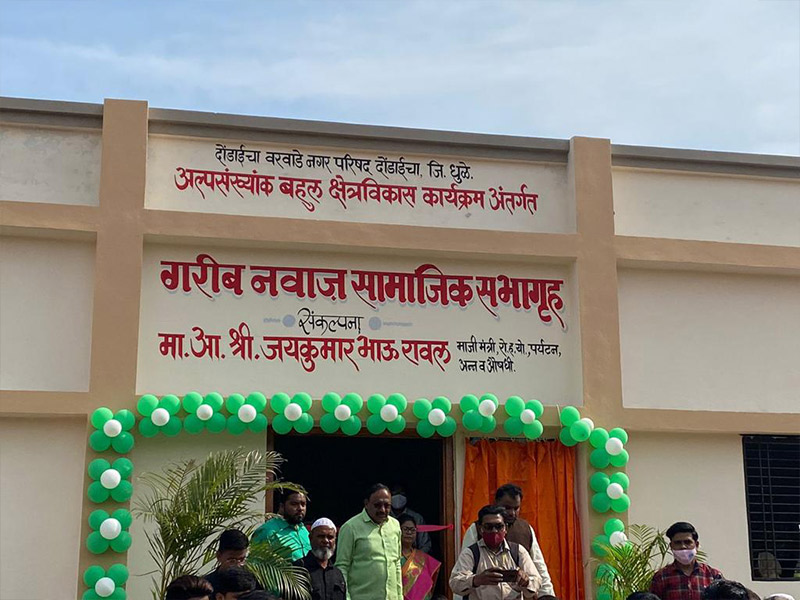 दोंडाईचा वरवाडे नगर परिषद दोंडाईचा, जि. धुळे.
अल्पसंख्यांक बहुल क्षेत्रविकास कार्यक्रम अंतर्गत
गरीब नवाज़ सामाजिक सभागृह
संकल्पना
मा. आ. श्री. जयकुमार भाऊ रावल
माजी मंत्री, रो.ह.यो., पर्यटन,
अन्न व औषधी.